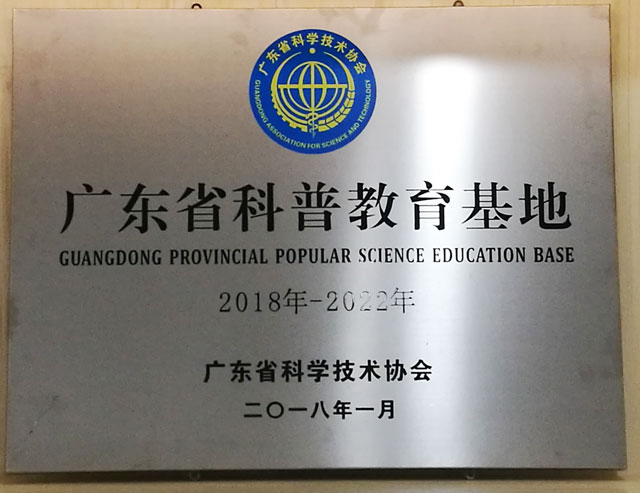 广东省科学技术协会
GUANGDONG ASSOCIATION FOR SCIENCE AND TECHNOLOGY
广东省科普教育基地
GUANGDONG PROVINCIAL POPULAR SCIENCE EDUCATION BASE
2018年-2022年
广东省科学技术协会
二〇一八年一月